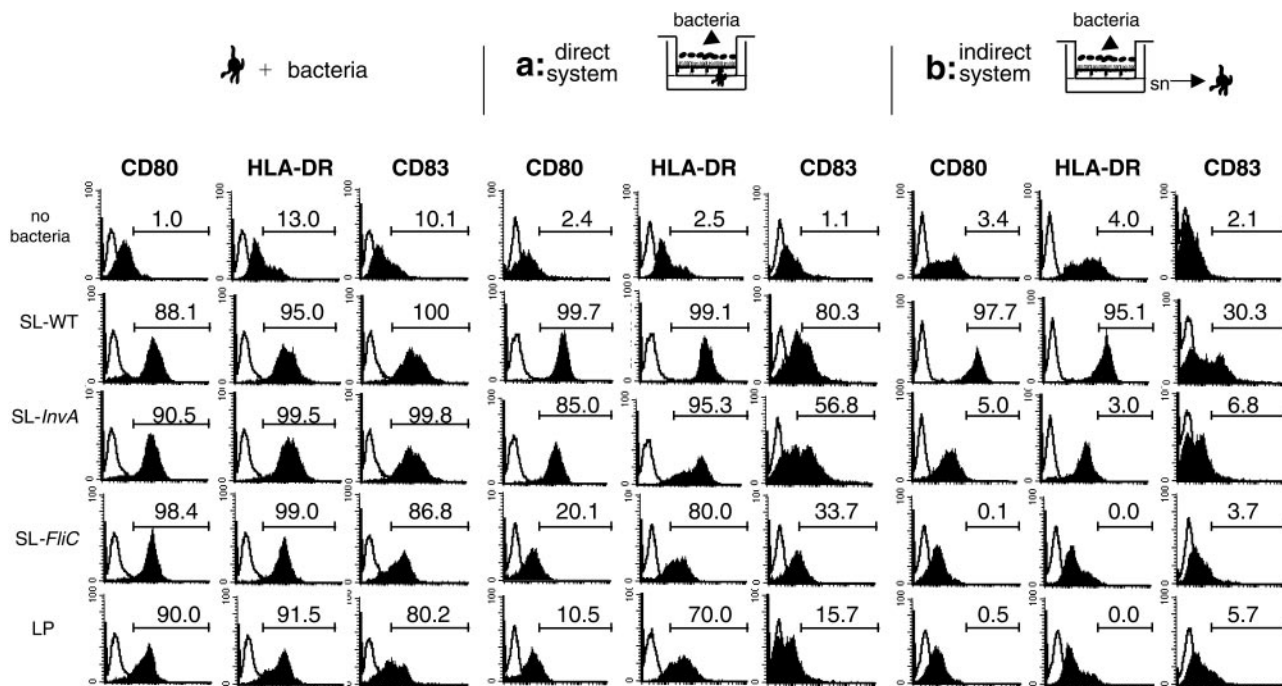 bacteria
bacteria
+ bacteria
a: direct system
b: indirect system
sn
CD80 HLA-DR CD83 CD80 HLA-DR CD83 CD80 HLA-DR CD83
no bacteria 1.0 13.0 10.1 2.4 2.5 1.1 3.4 4.0 2.1
SL-WT 88.1 95.0 100 99.7 99.1 80.3 97.7 95.1 30.3
SL-InvA 90.5 99.5 99.8 85.0 95.3 56.8 5.0 3.0 6.8
SL-FliC 98.4 99.0 86.8 20.1 80.0 33.7 0.1 0.0 3.7
LP 90.0 91.5 80.2 10.5 70.0 15.7 0.5 0.0 5.7